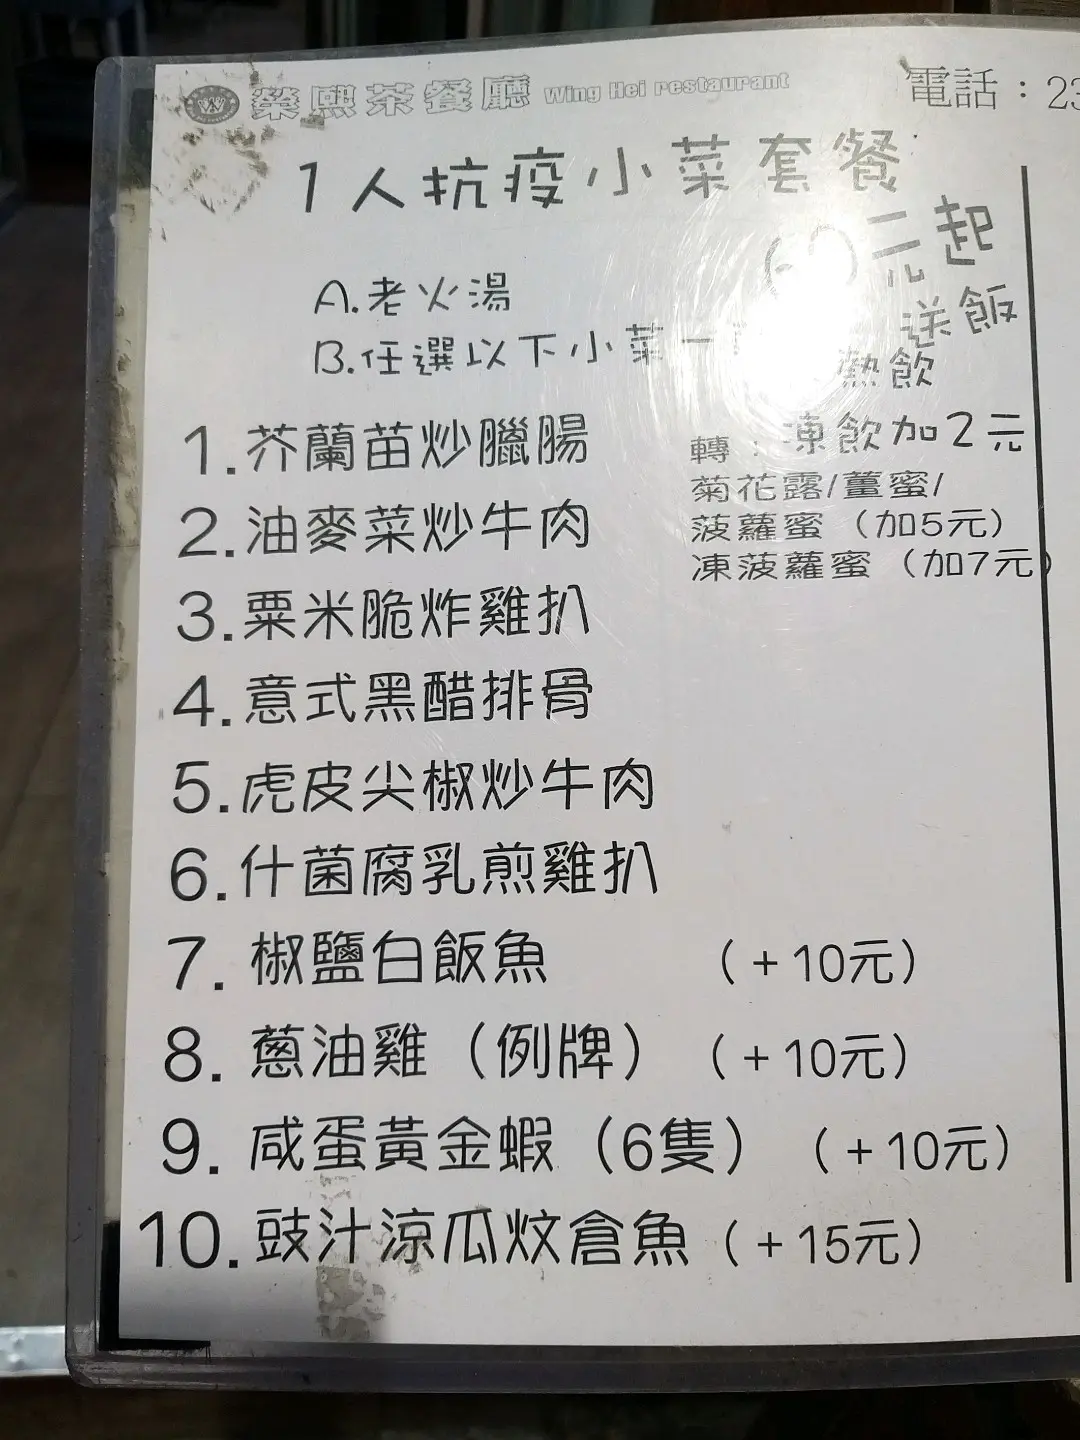 榮熙茶餐廳 Wing Hei restaurant
電話：23
1人抗疫小菜套餐
元起
A.老火湯
送飯
B.任選以下小菜一
熱飲
1.芥蘭苗炒臘腸
轉：凍飲加2元
菊花露/薑蜜/
2.油麥菜炒牛肉
菠蘿蜜（加5元）
凍菠蘿蜜（加7元）
3.粟米脆炸雞扒
4.意式黑醋排骨
5.虎皮尖椒炒牛肉
6.什菌腐乳煎雞扒
7.椒鹽白飯魚 （+10元）
8.蔥油雞（例牌）（+10元）
9.咸蛋黃金蝦（6隻）（+10元）
10.豉汁涼瓜炆倉魚（+15元）